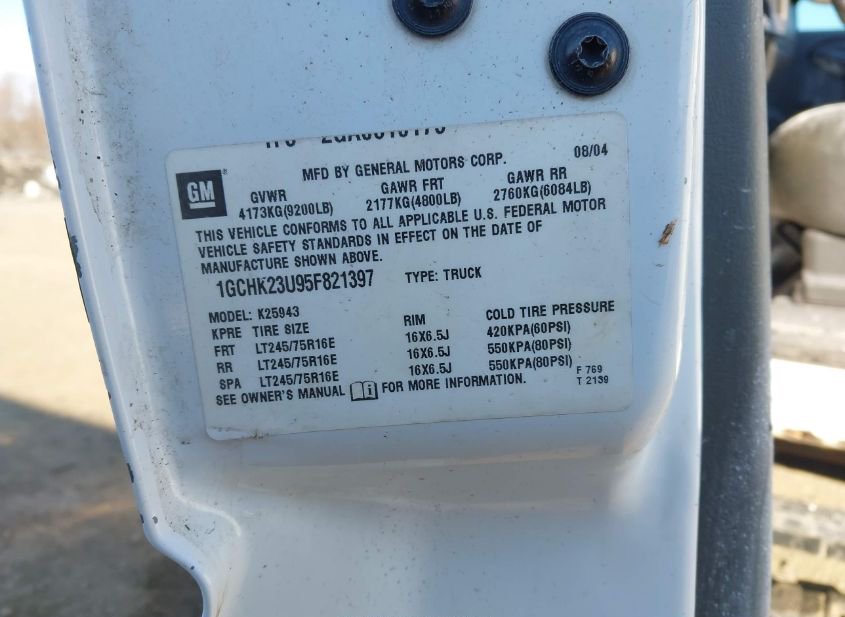 MFD BY GENERAL MOTORS CORP. 08/04
GM
GVWR GAWR FRT GAWR RR
4173KG(9200LB) 2177KG(4800LB) 2760KG(6084LB)
THIS VEHICLE CONFORMS TO ALL APPLICABLE U.S. FEDERAL MOTOR
VEHICLE SAFETY STANDARDS IN EFFECT ON THE DATE OF
MANUFACTURE SHOWN ABOVE.
1GCHK23U95F821397 TYPE: TRUCK
MODEL: K25943
KPRE TIRE SIZE RIM COLD TIRE PRESSURE
FRT LT245/75R16E 16X6.5J 420KPA(60PSI)
RR LT245/75R16E 16X6.5J 550KPA(80PSI)
SPA LT245/75R16E 16X6.5J 550KPA(80PSI)
SEE OWNER'S MANUAL FOR MORE INFORMATION.
F 769
T 2139